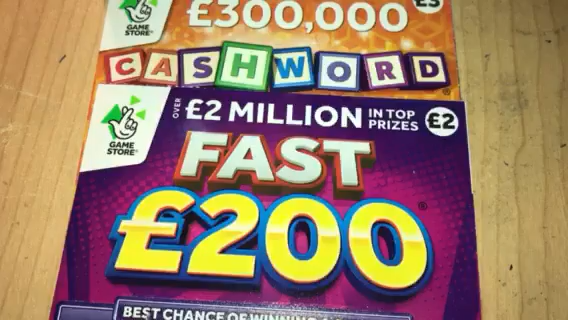 £300,000
£3
GAME
STORE
CASHWORD
OVER £2 MILLION IN TOP PRIZES £2
GAME
STORE
FAST
£200
BEST CHANCE OF WINNING